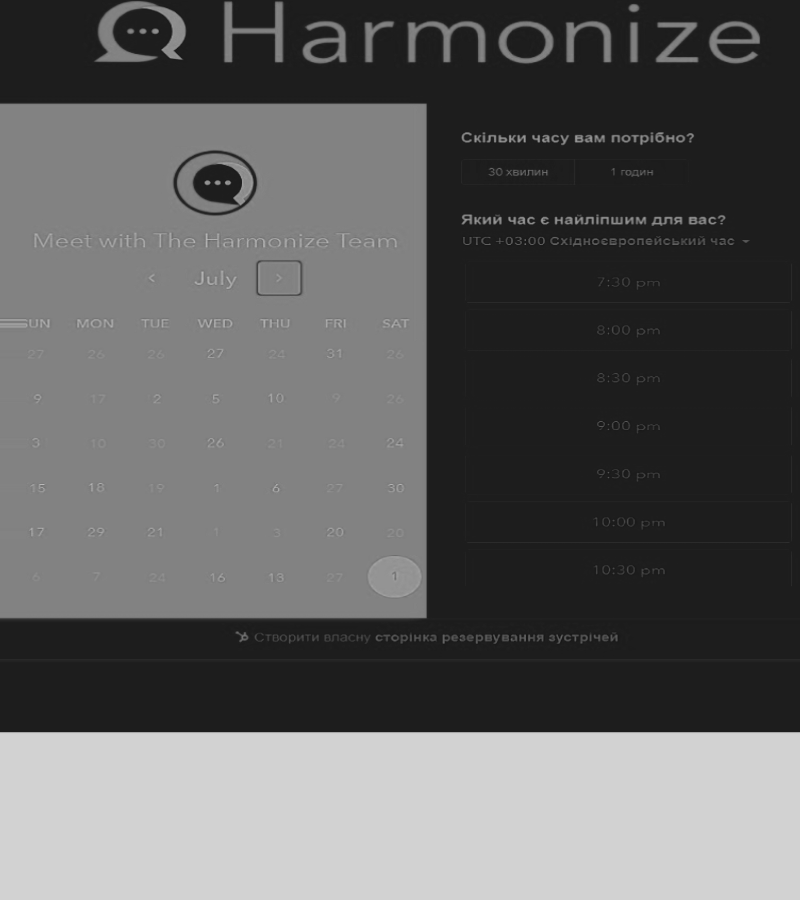 Harmonize
Meet with The Harmonize Team
July
UN MON TUE WED THU FRI SAT
27 26 26 27 24 31 26
9 17 2 5 10 9 26
3 10 30 26 21 24 24
15 18 19 1 6 27 30
17 29 21 1 3 20 20
6 7 24 16 13 27 1
Скільки часу вам потрібно?
30 хвилин 1 годин
Який час є найліпшим для вас?
UTC +03:00 Східноєвропейський час
7:30 pm
8:00 pm
8:30 pm
9:00 pm
9:30 pm
10:00 pm
10:30 pm
Створити власну сторінка резервування зустрічей